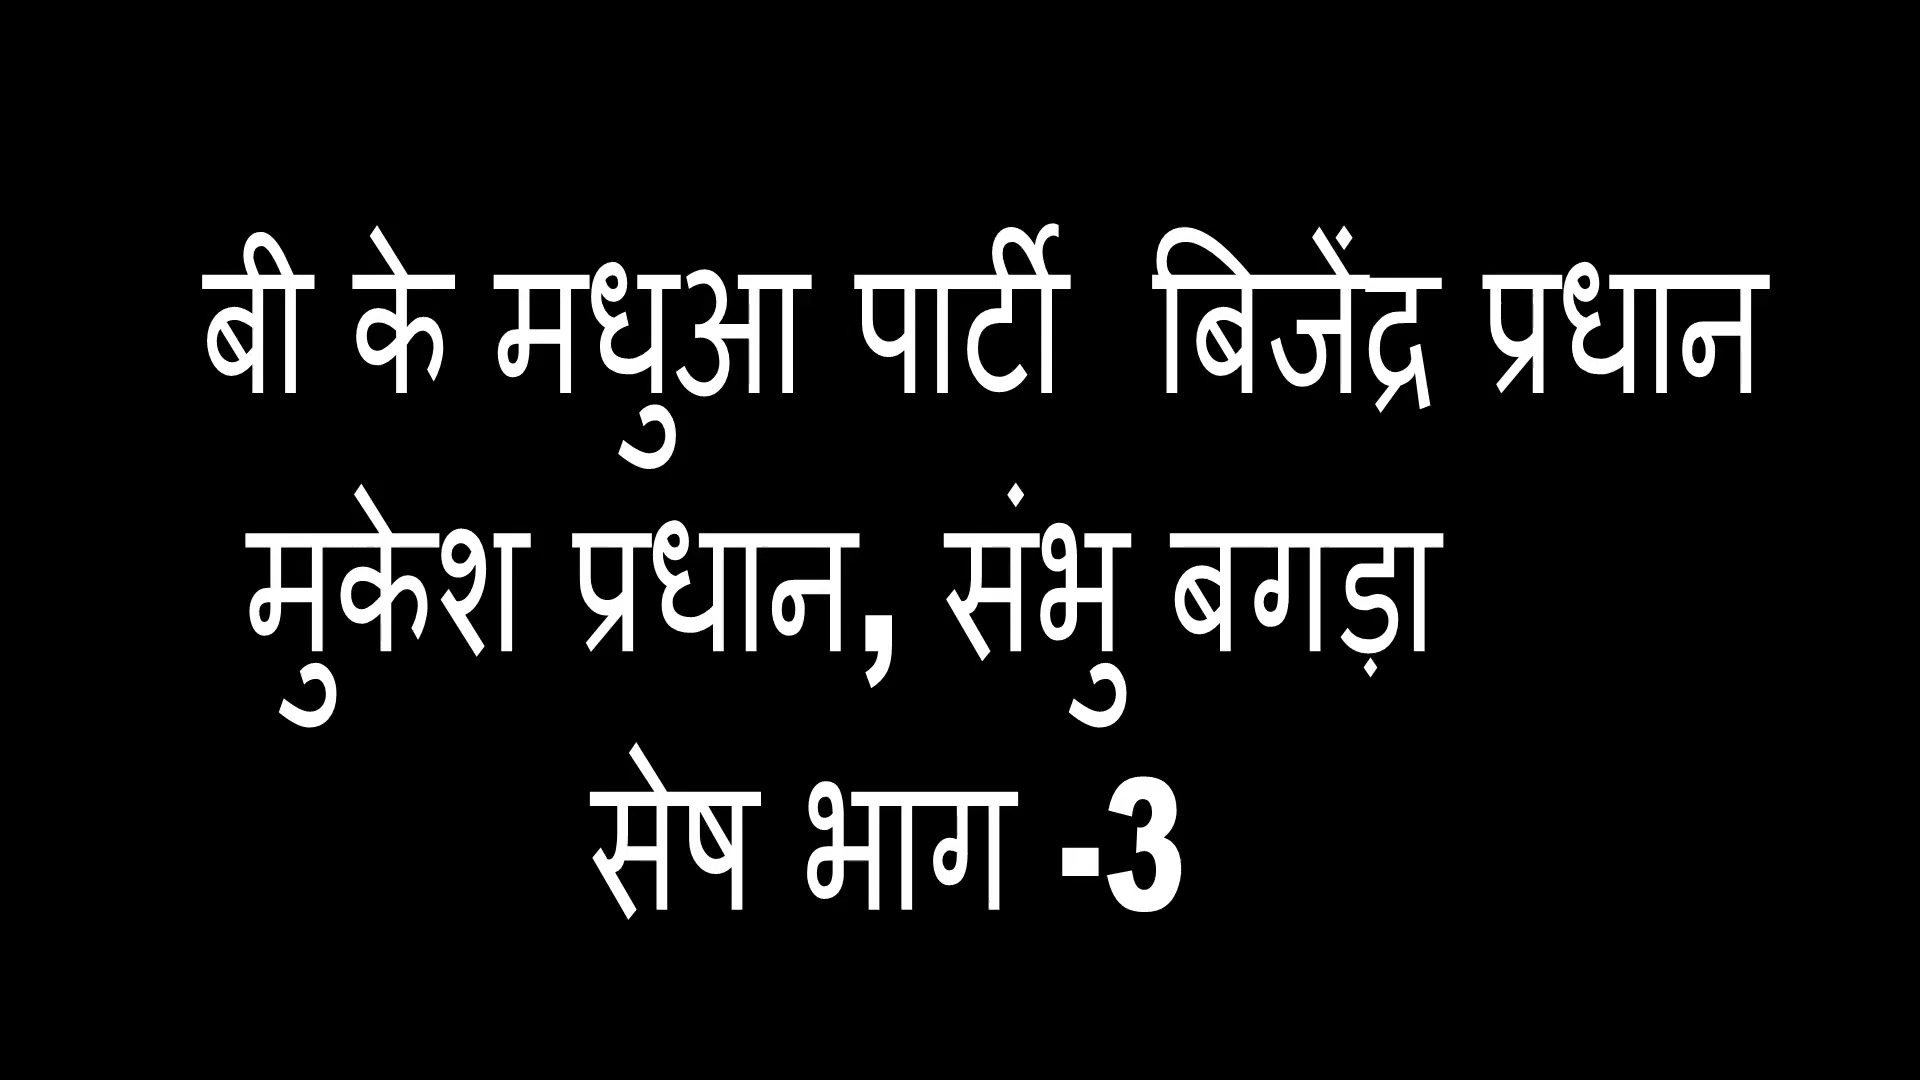 बी के मधुआ पार्टी बिजेंद्र प्रधान
मुकेश प्रधान, संभु बगड़ा
सेष भाग -3